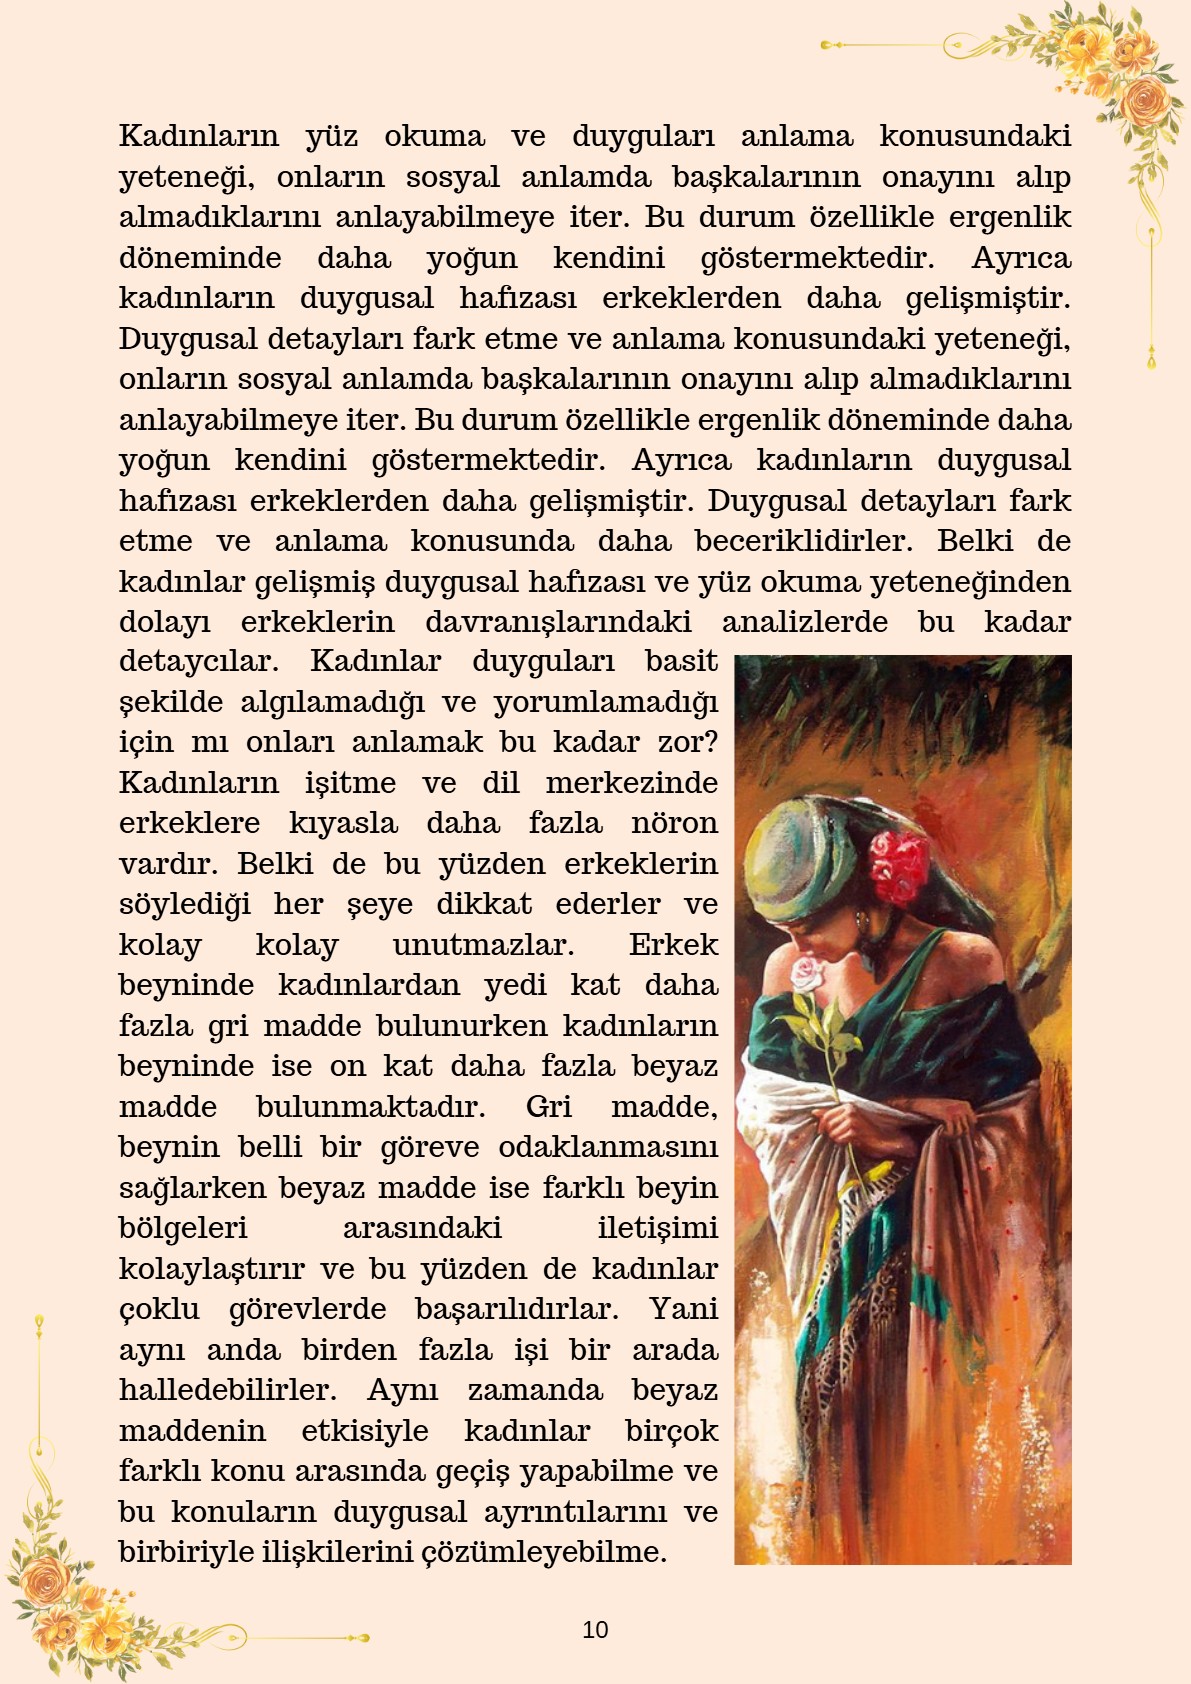 Kadınların yüz okuma ve duyguları anlama konusundaki
yeteneği, onların sosyal anlamda başkalarının onayını alıp
almadıklarını anlayabilmeye iter. Bu durum özellikle ergenlik
döneminde daha yoğun kendini göstermektedir. Ayrıca
kadınların duygusal hafızası erkeklerden daha gelişmiştir.
Duygusal detayları fark etme ve anlama konusundaki yeteneği,
onların sosyal anlamda başkalarının onayını alıp almadıklarını
anlayabilmeye iter. Bu durum özellikle ergenlik döneminde daha
yoğun kendini göstermektedir. Ayrıca kadınların duygusal
hafızası erkeklerden daha gelişmiştir. Duygusal detayları fark
etme ve anlama konusunda daha beceriklidirler. Belki de
kadınlar gelişmiş duygusal hafızası ve yüz okuma yeteneğinden
dolayı erkeklerin davranışlarındaki analizlerde bu kadar
detaycılar. Kadınlar duyguları basit
şekilde algılamadığı ve yorumlamadığı
için mı onları anlamak bu kadar zor?
Kadınların işitme ve dil merkezinde
erkeklere kıyasla daha fazla nöron
vardır. Belki de bu yüzden erkeklerin
söylediği her şeye dikkat ederler ve
kolay kolay unutmazlar. Erkek
beyninde kadınlardan yedi kat daha
fazla gri madde bulunurken kadınların
beyninde ise on kat daha fazla beyaz
madde bulunmaktadır. Gri madde,
beynin belli bir göreve odaklanmasını
sağlarken beyaz madde ise farklı beyin
bölgeleri arasındaki iletişimi
kolaylaştırır ve bu yüzden de kadınlar
çoklu görevlerde başarılıdırlar. Yani
aynı anda birden fazla işi bir arada
halledebilirler. Aynı zamanda beyaz
maddenin etkisiyle kadınlar birçok
farklı konu arasında geçiş yapabilme ve
bu konuların duygusal ayrıntılarını ve
birbiriyle ilişkilerini çözümleyebilme.
10